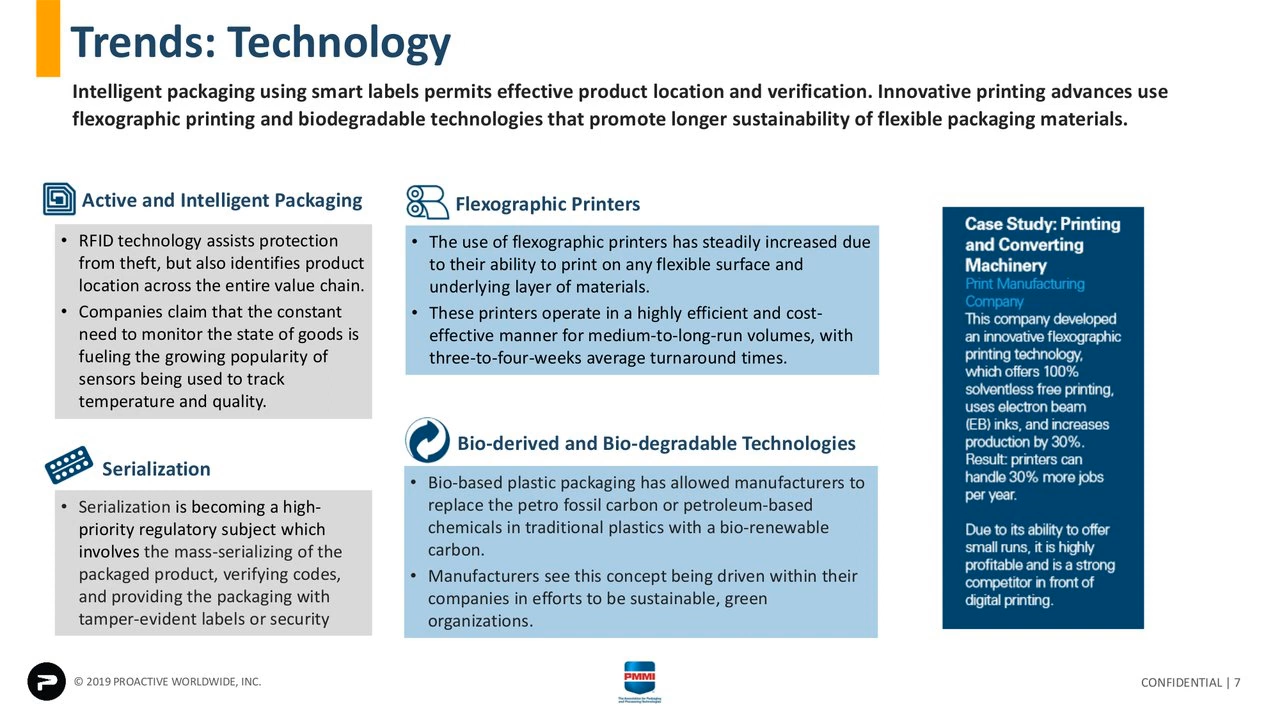 Trends: Technology
Intelligent packaging using smart labels permits effective product location and verification. Innovative printing advances use
flexographic printing and biodegradable technologies that promote longer sustainability of flexible packaging materials.
Active and Intelligent Packaging
• RFID technology assists protection
from theft, but also identifies product
location across the entire value chain.
• Companies claim that the constant
need to monitor the state of goods is
fueling the growing popularity of
sensors being used to track
temperature and quality.
Serialization
• Serialization is becoming a high-
priority regulatory subject which
involves the mass-serializing of the
packaged product, verifying codes,
and providing the packaging with
tamper-evident labels or security
Flexographic Printers
• The use of flexographic printers has steadily increased due
to their ability to print on any flexible surface and
underlying layer of materials.
• These printers operate in a highly efficient and cost-
effective manner for medium-to-long-run volumes, with
three-to-four-weeks average turnaround times.
Bio-derived and Bio-degradable Technologies
• Bio-based plastic packaging has allowed manufacturers to
replace the petro fossil carbon or petroleum-based
chemicals in traditional plastics with a bio-renewable
carbon.
• Manufacturers see this concept being driven within their
companies in efforts to be sustainable, green
organizations.
Case Study: Printing
and Converting
Machinery
Print Manufacturing
Company
This company developed
an innovative flexographic
printing technology,
which offers 100%
solventless free printing,
uses electron beam
(EB) inks, and increases
production by 30%.
Result: printers can
handle 30% more jobs
per year.
Due to its ability to offer
small runs, it is highly
profitable and is a strong
competitor in front of
digital printing.
© 2019 PROACTIVE WORLDWIDE, INC.
PMMI
The Association for Packaging
and Processing Technologies
CONFIDENTIAL | 7